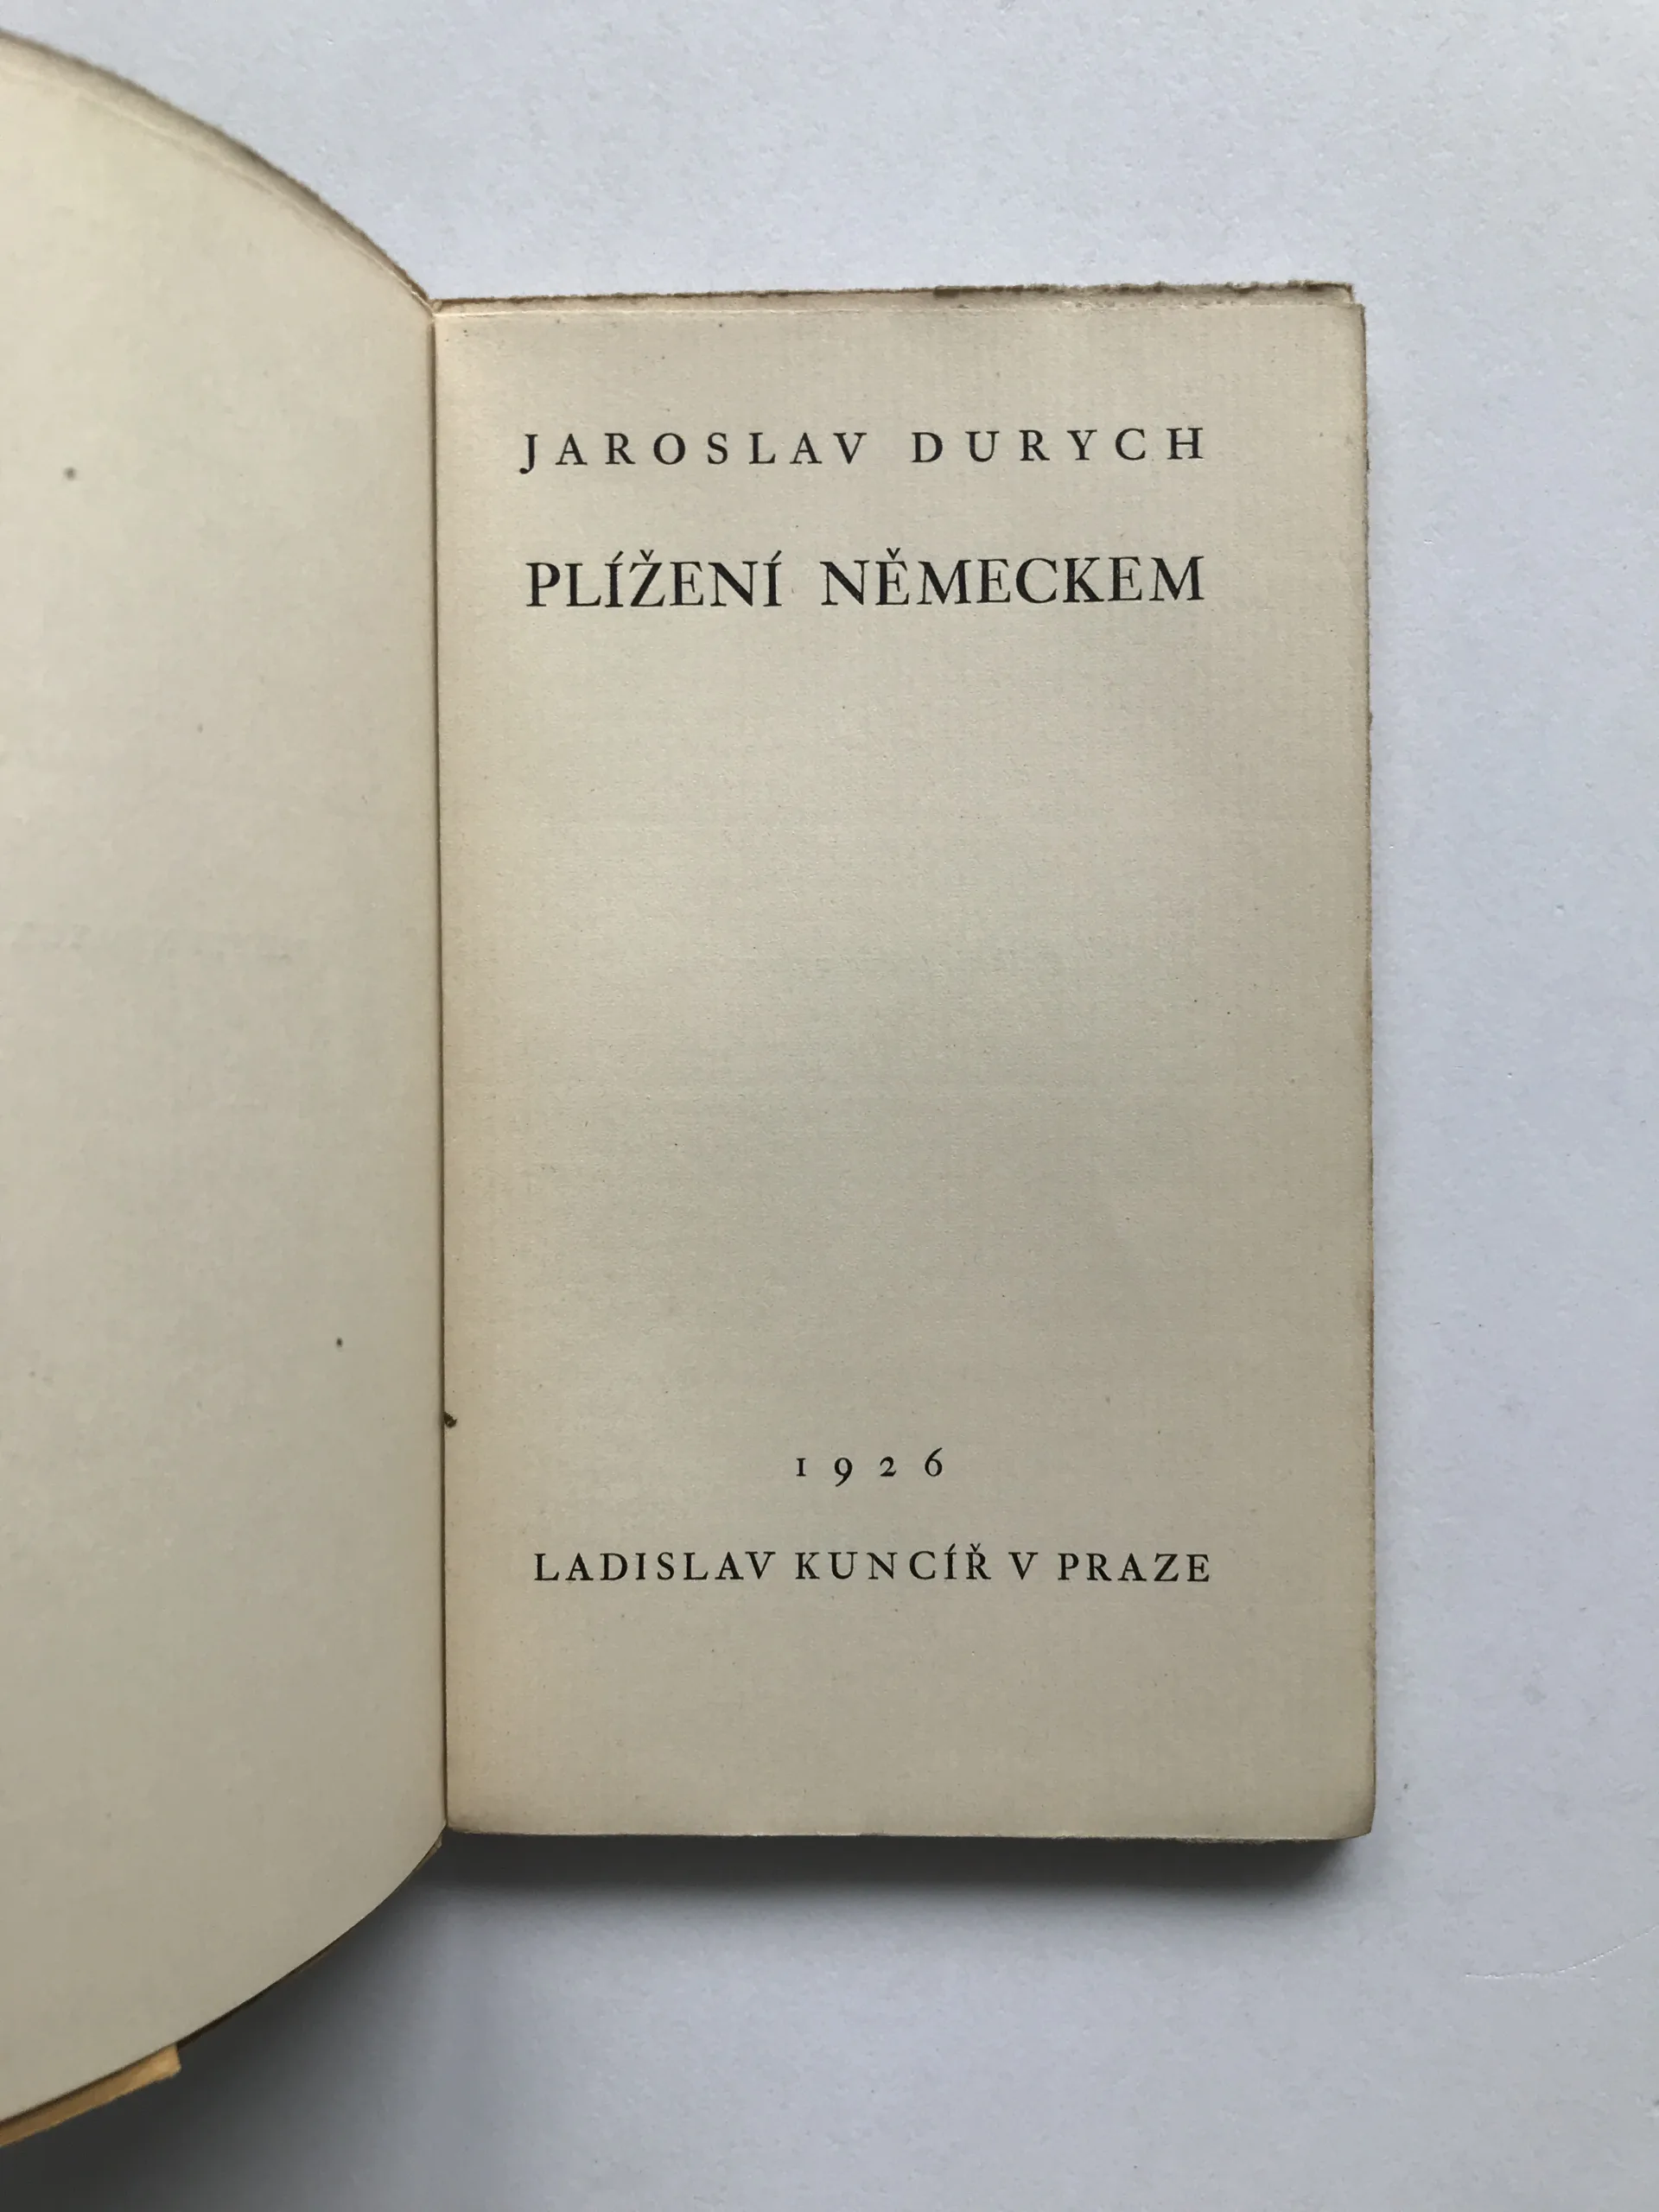 JAROSLAV DURYCH
PLÍŽENÍ NĚMECKEM
1926
LADISLAV KUNCÍŘ V PRAZE